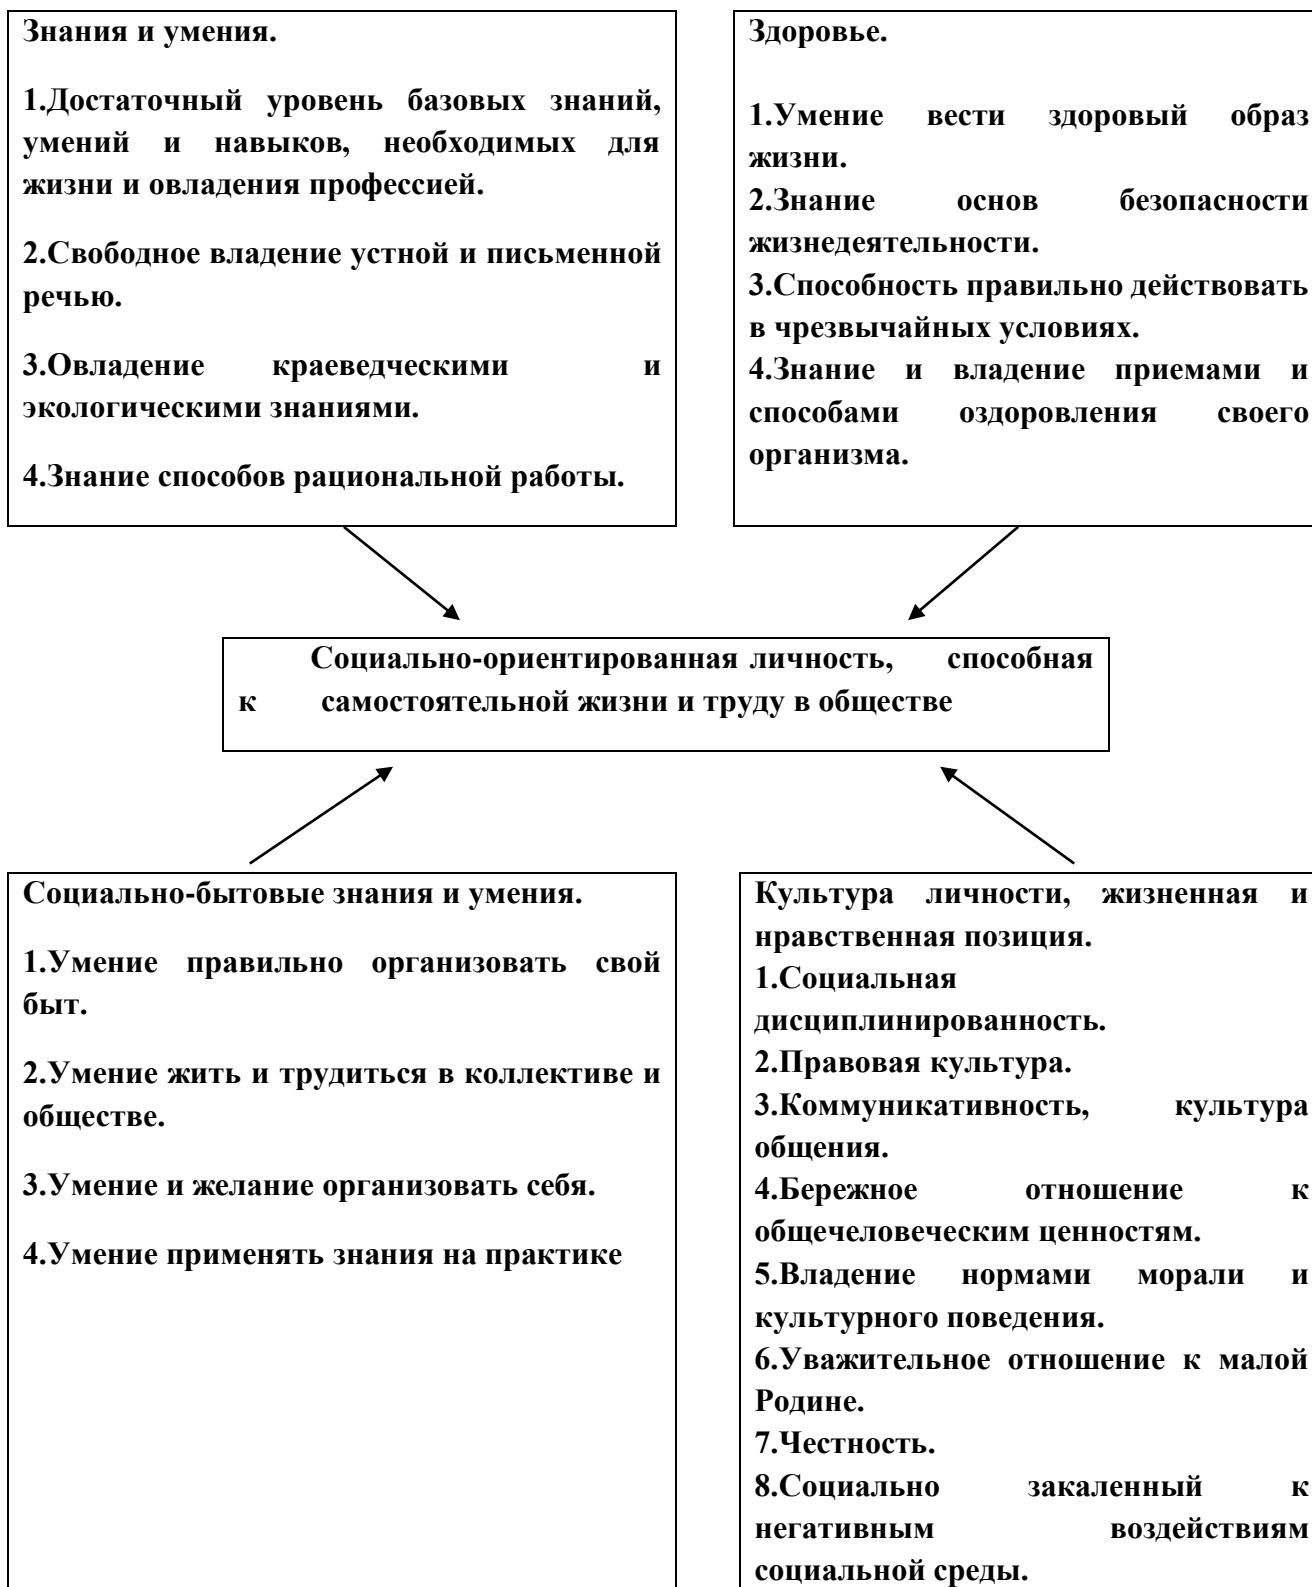 Знания и умения.
1.Достаточный уровень базовых знаний,
умений и навыков, необходимых для
жизни и овладения профессией.
2.Свободное владение устной и письменной
речью.
3.Овладение краеведческими и
экологическими знаниями.
4.Знание способов рациональной работы.
Здоровье.
1.Умение вести здоровый образ
жизни.
2.Знание основ безопасности
жизнедеятельности.
3.Способность правильно действовать
в чрезвычайных условиях.
4.Знание и владение приемами и
способами оздоровления своего
организма.
Социально-ориентированная личность, способная
к самостоятельной жизни и труду в обществе
Социально-бытовые знания и умения.
1.Умение правильно организовать свой
быт.
2.Умение жить и трудиться в коллективе и
обществе.
3.Умение и желание организовать себя.
4.Умение применять знания на практике
Культура личности, жизненная и
нравственная позиция.
1.Социальная
дисциплинированность.
2.Правовая культура.
3.Коммуникативность, культура
общения.
4.Бережное отношение к
общечеловеческим ценностям.
5.Владение нормами морали и
культурного поведения.
6.Уважительное отношение к малой
Родине.
7.Честность.
8.Социально закаленный к
негативным воздействиям
социальной среды.